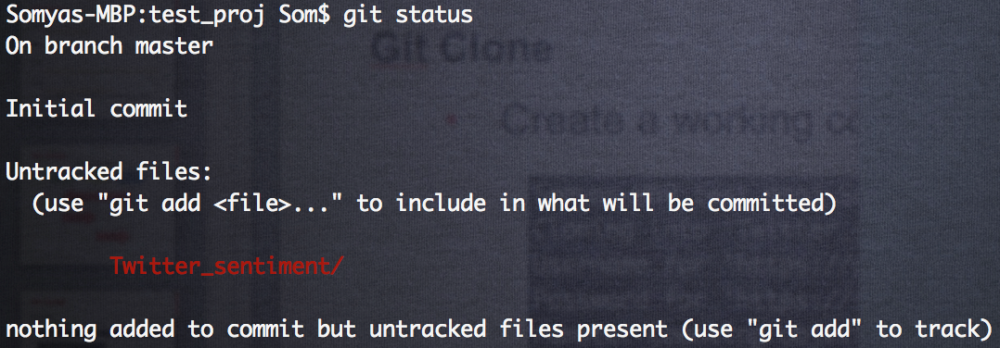 Somyas-MBP:test_proj Som$ git status
On branch master
Git Clone
Initial commit
Create a working co
Untracked files:
(use "git add <file>..." to include in what will be committed)
Twitter_sentiment/
nothing added to commit but untracked files present (use "git add" to track)